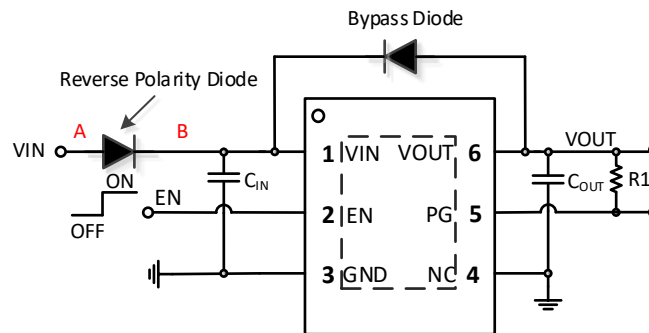 Bypass Diode
Reverse Polarity Diode
A
B
VIN
ON
OFF
EN
CIN
1 VIN VOUT 6
2 EN PG 5
3 GND NC 4
VOUT
COUT
R1